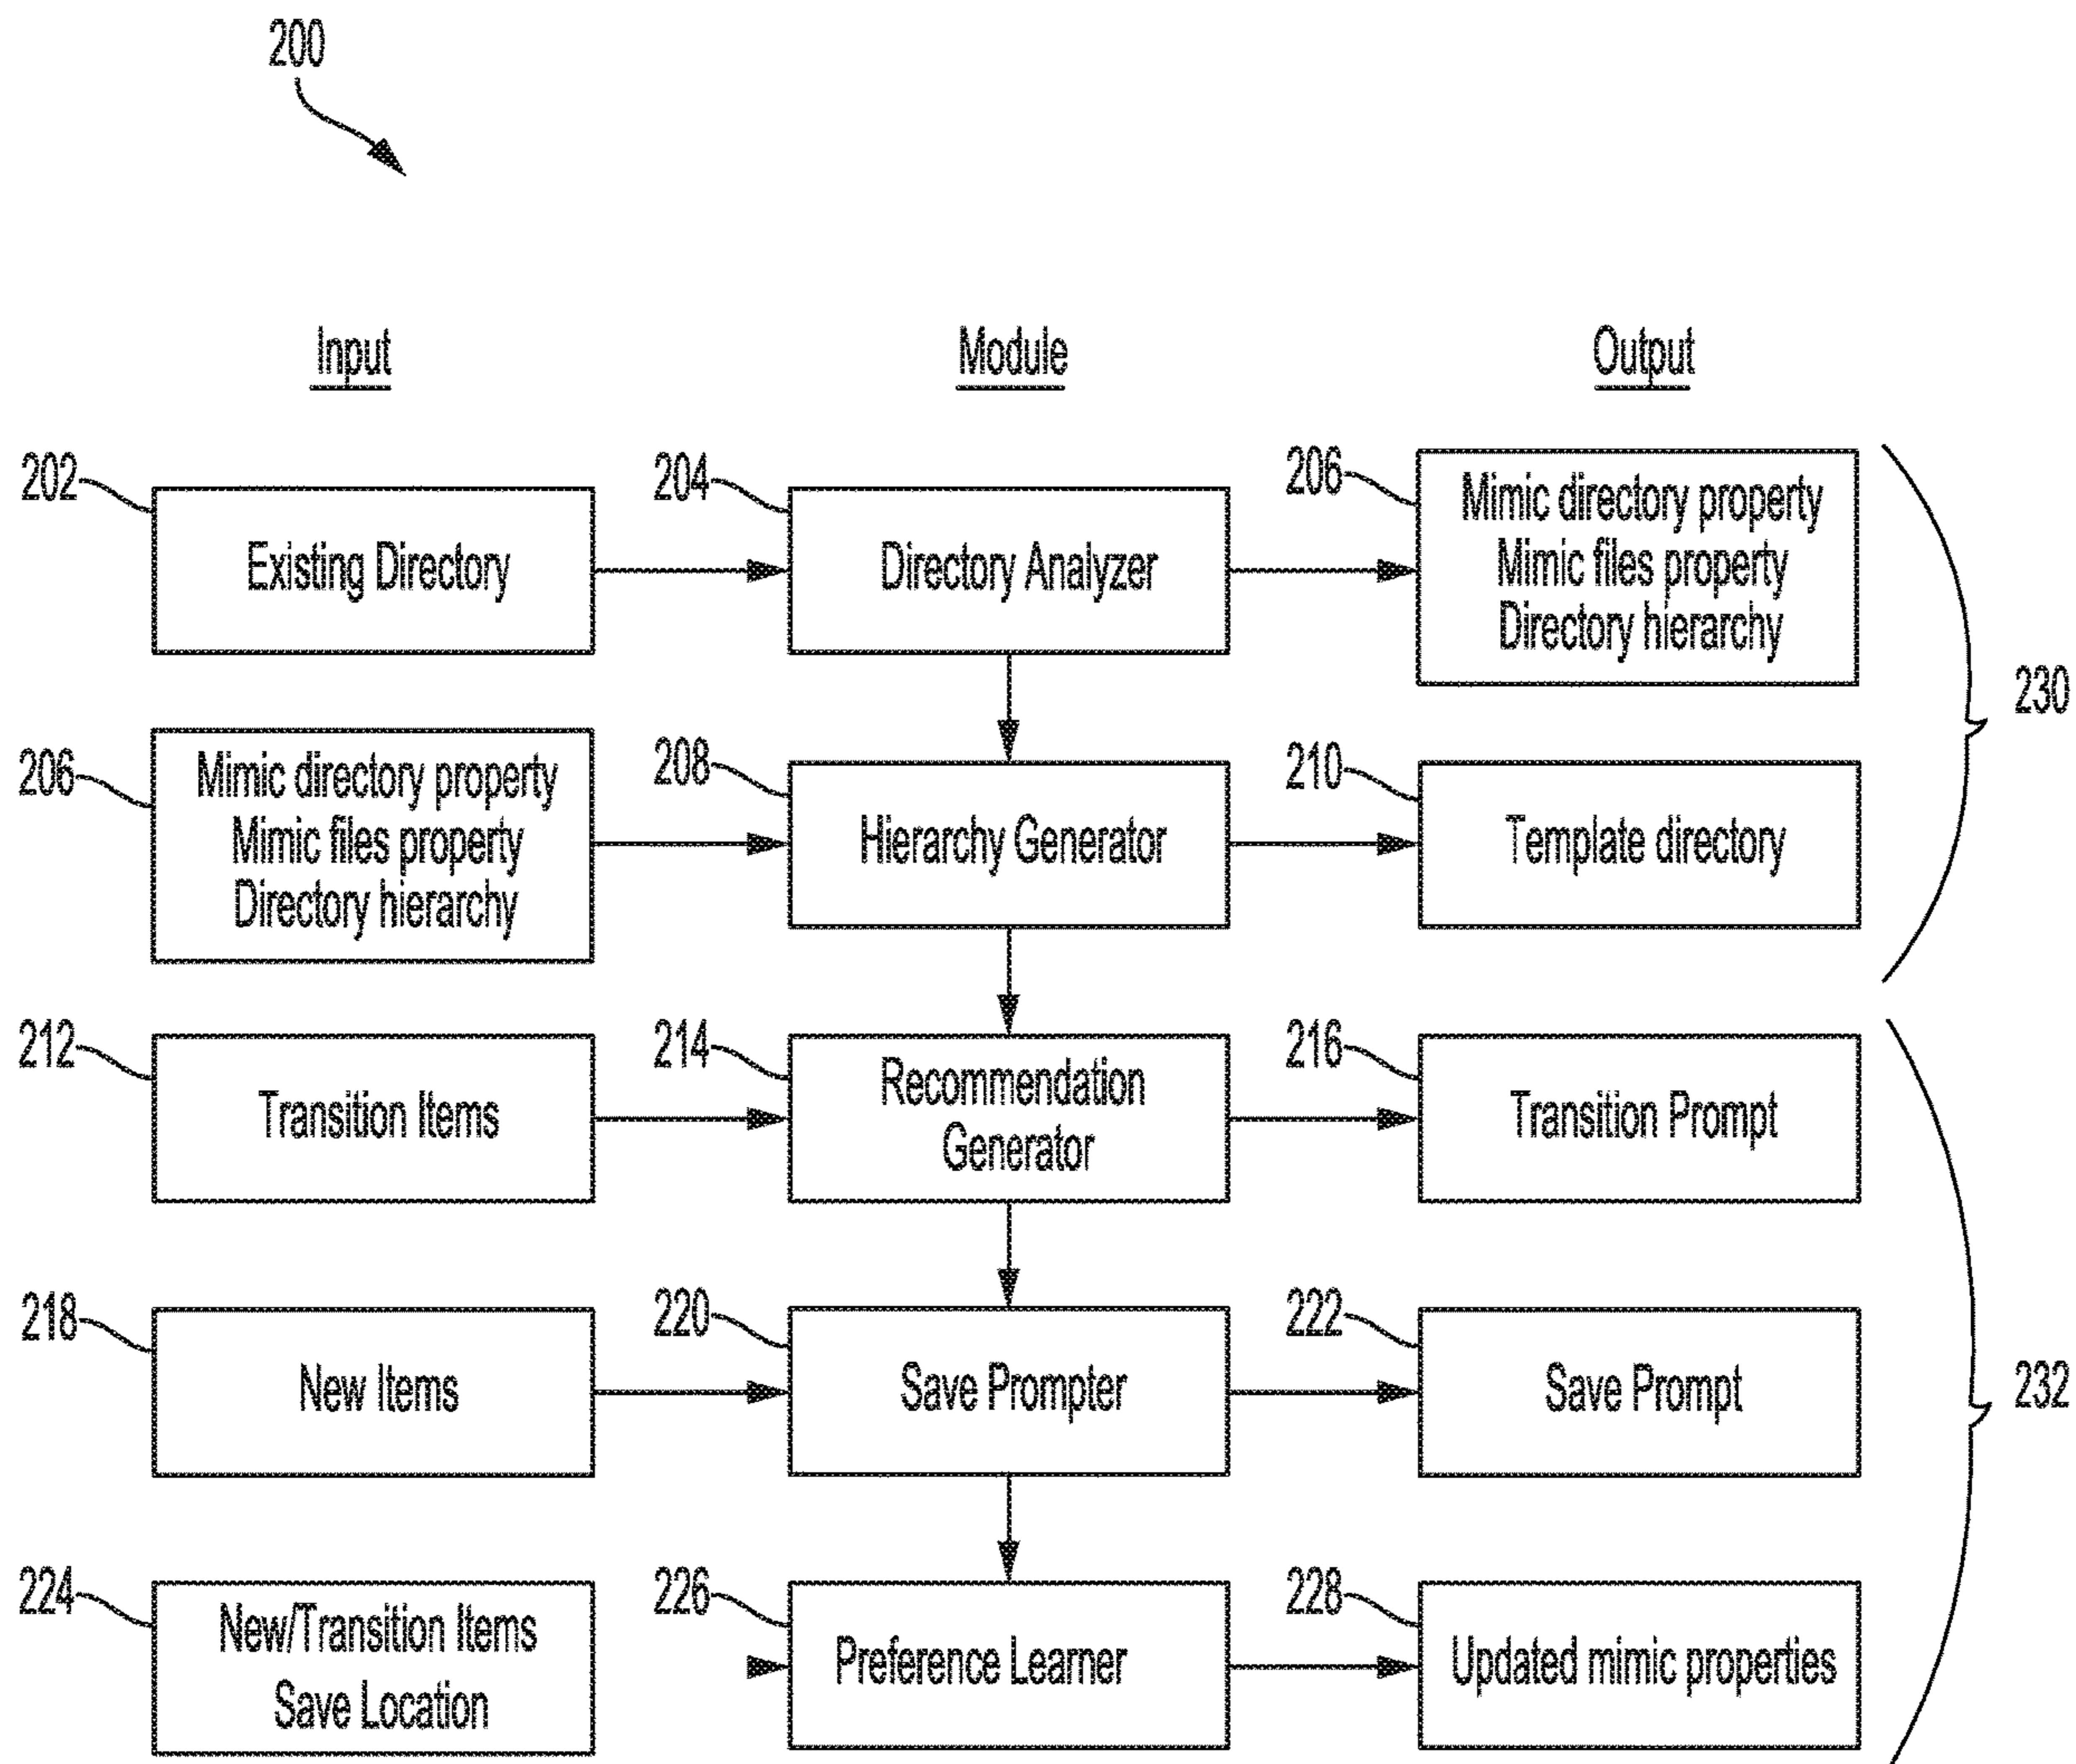 200
Input
Module
Output
202
Existing Directory
204
Directory Analyzer
206
Mimic directory property
Mimic files property
Directory hierarchy
230
206
Mimic directory property
Mimic files property
Directory hierarchy
208
Hierarchy Generator
210
Template directory
212
Transition Items
214
Recommendation
Generator
216
Transition Prompt
218
New Items
220
Save Prompter
222
Save Prompt
232
224
New/Transition Items
Save Location
226
Preference Learner
228
Updated mimic properties